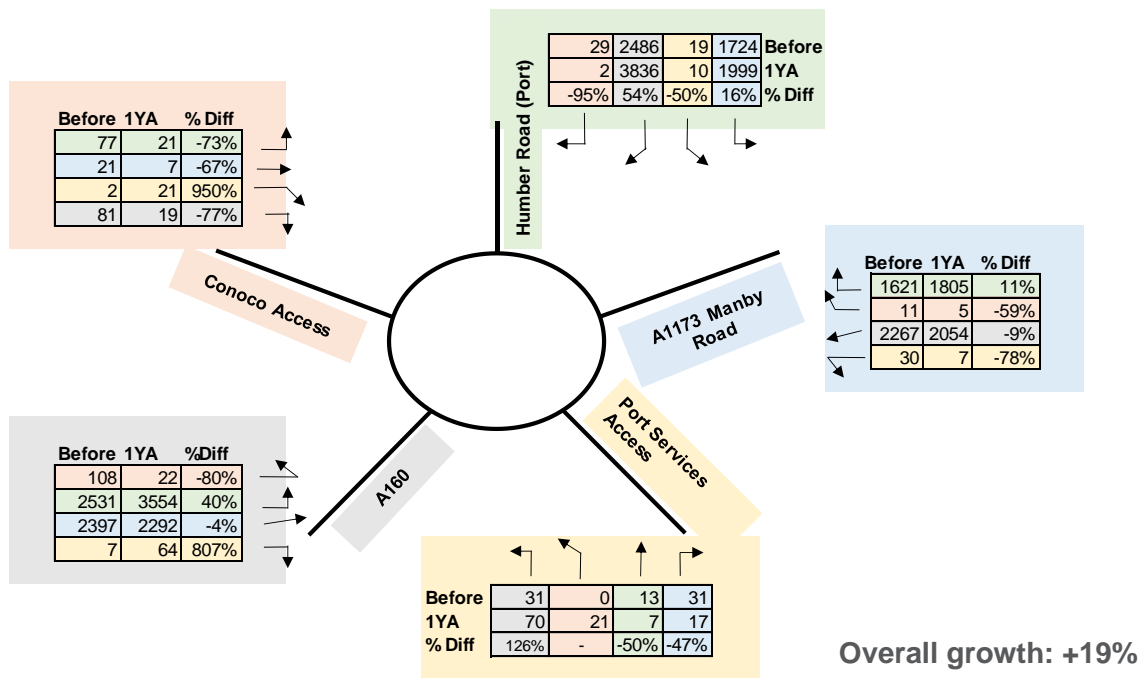 29 2486 19 1724 Before
2 3836 10 1999 1YA
-95% 54% -50% 16% % Diff
Humber Road (Port)
Before 1YA % Diff
77 21 -73%
21 7 -67%
2 21 950%
81 19 -77%
Conoco Access
Before 1YA % Diff
1621 1805 11%
11 5 -59%
2267 2054 -9%
30 7 -78%
A1173 Manby
Road
Port Services
Access
Before 1YA %Diff
108 22 -80%
2531 3554 40%
2397 2292 -4%
7 64 807%
A160
Before 31 0 13 31
1YA 70 21 7 17
% Diff 126% - -50% -47%
Overall growth: +19%